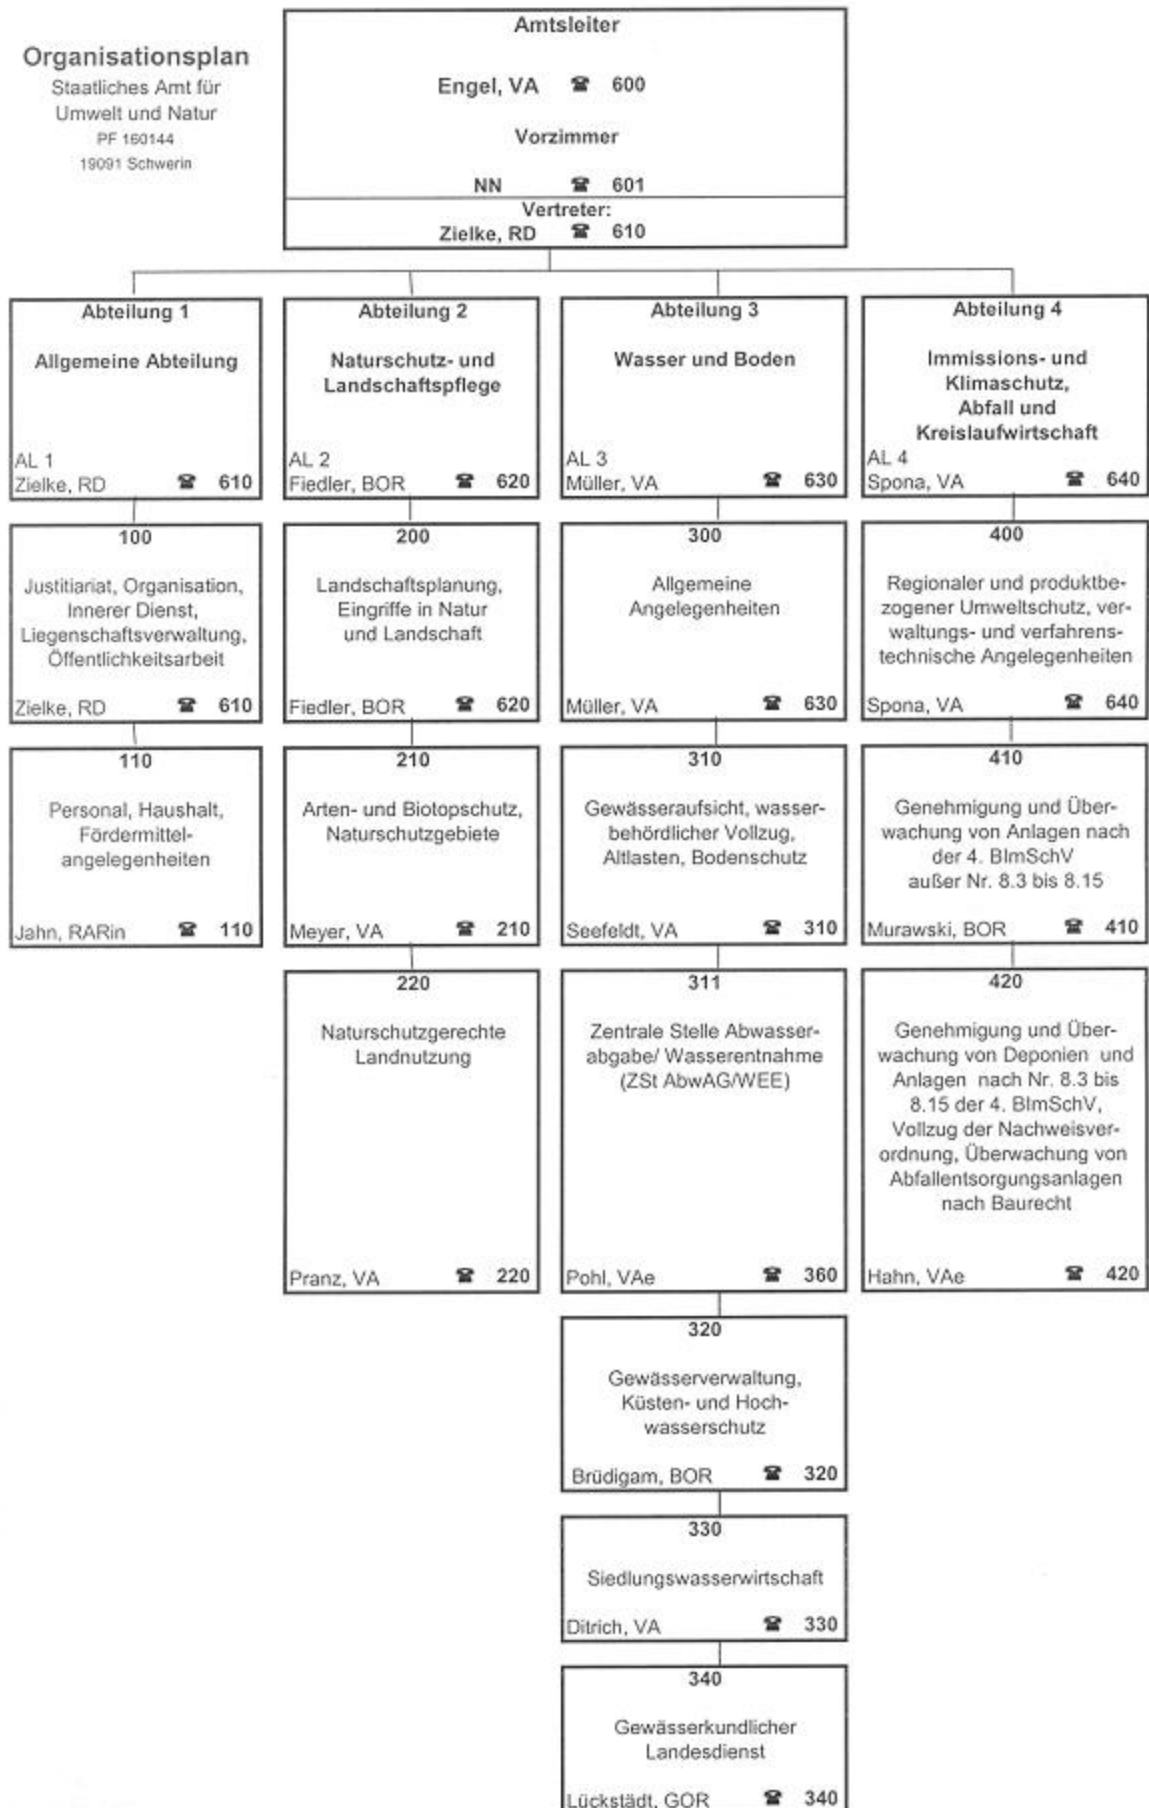 Organisationsplan
Staatliches Amt für
Umwelt und Natur
PF 160144
19091 Schwerin
Amtsleiter
Engel, VA ☎ 600
Vorzimmer
NN ☎ 601
Vertreter:
Zielke, RD ☎ 610
Abteilung 1
Allgemeine Abteilung
AL 1
Zielke, RD ☎ 610
100
Justitiariat, Organisation,
Innerer Dienst,
Liegenschaftsverwaltung,
Öffentlichkeitsarbeit
Zielke, RD ☎ 610
110
Personal, Haushalt,
Fördermittel-
angelegenheiten
Jahn, RARin ☎ 110
Abteilung 2
Naturschutz- und
Landschaftspflege
AL 2
Fiedler, BOR ☎ 620
200
Landschaftsplanung,
Eingriffe in Natur
und Landschaft
Fiedler, BOR ☎ 620
210
Arten- und Biotopschutz,
Naturschutzgebiete
Meyer, VA ☎ 210
220
Naturschutzgerechte
Landnutzung
Pranz, VA ☎ 220
Abteilung 3
Wasser und Boden
AL 3
Müller, VA ☎ 630
300
Allgemeine
Angelegenheiten
Müller, VA ☎ 630
310
Gewässeraufsicht, wasser-
behördlicher Vollzug,
Altlasten, Bodenschutz
Seefeldt, VA ☎ 310
311
Zentrale Stelle Abwasser-
abgabe/ Wasserentnahme
(ZSt AbwAG/WEE)
Pohl, VAe ☎ 360
320
Gewässerverwaltung,
Küsten- und Hoch-
wasserschutz
Brüdigam, BOR ☎ 320
330
Siedlungswasserwirtschaft
Ditrich, VA ☎ 330
340
Gewässerkundlicher
Landesdienst
Lückstädt, GOR ☎ 340
Abteilung 4
Immissions- und
Klimaschutz,
Abfall und
Kreislaufwirtschaft
AL 4
Spona, VA ☎ 640
400
Regionaler und produktbe-
zogener Umweltschutz, ver-
waltungs- und verfahrens-
technische Angelegenheiten
Spona, VA ☎ 640
410
Genehmigung und Über-
wachung von Anlagen nach
der 4. BImSchV
außer Nr. 8.3 bis 8.15
Murawski, BOR ☎ 410
420
Genehmigung und Über-
wachung von Deponien und
Anlagen nach Nr. 8.3 bis
8.15 der 4. BImSchV,
Vollzug der Nachweisver-
ordnung, Überwachung von
Abfallentsorgungsanlagen
nach Baurecht
Hahn, VAe ☎ 420